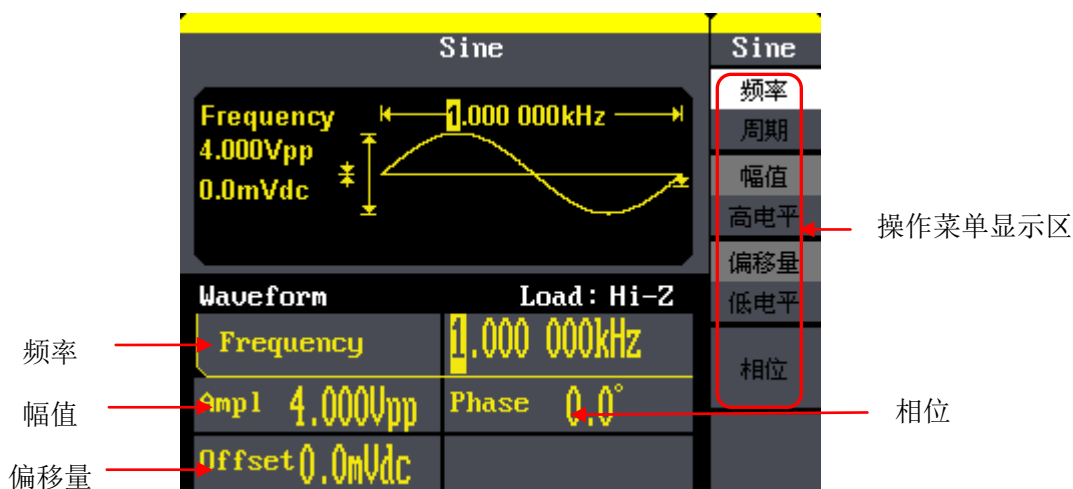 Sine
Sine
Frequency
1.000 000kHz
4.000Vpp
0.0mVdc
频率
周期
幅值
高电平
偏移量
低电平
相位
操作菜单显示区
Waveform
Load: Hi-Z
频率
Frequency
1.000 000kHz
幅值
Ampl 4.000Vpp
Phase 0.0°
相位
偏移量
Offset 0.0mVdc